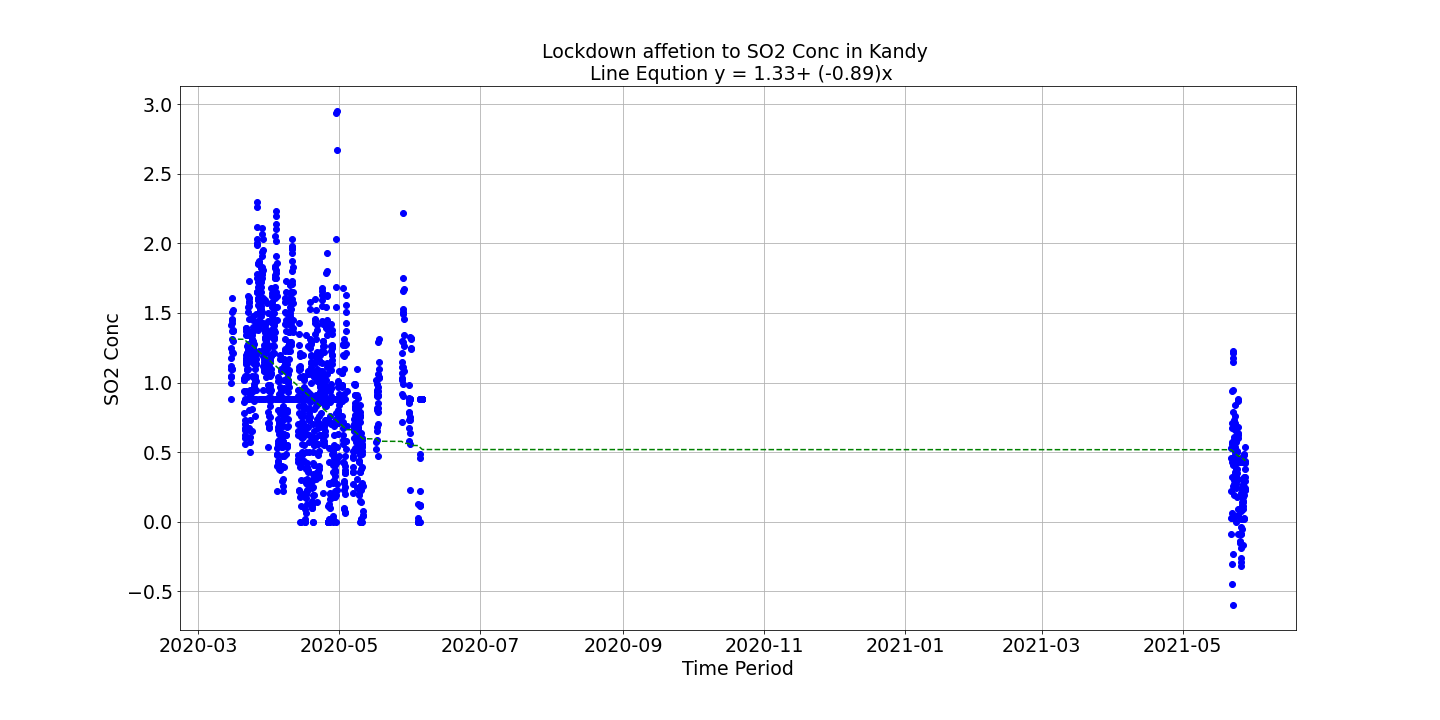 Lockdown affetion to SO2 Conc in Kandy
Line Eqution y = 1.33+ (-0.89)x
3.0
2.5
2.0
1.5
1.0
0.5
0.0
−0.5
SO2 Conc
2020-03 2020-05 2020-07 2020-09 2020-11 2021-01 2021-03 2021-05
Time Period